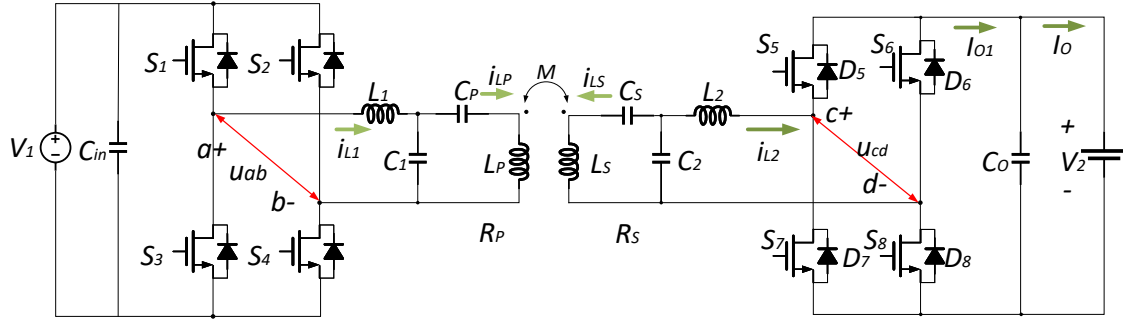 S1
S2
S5
S6
IO1
IO
D5
D6
L1
CP
iLP
M
iLS
CS
L2
c+
V1
Cin
a+
uab
b-
iL1
C1
LP
LS
C2
iL2
ucd
d-
CO
+
V2
-
S3
S4
RP
RS
S7
D7
S8
D8